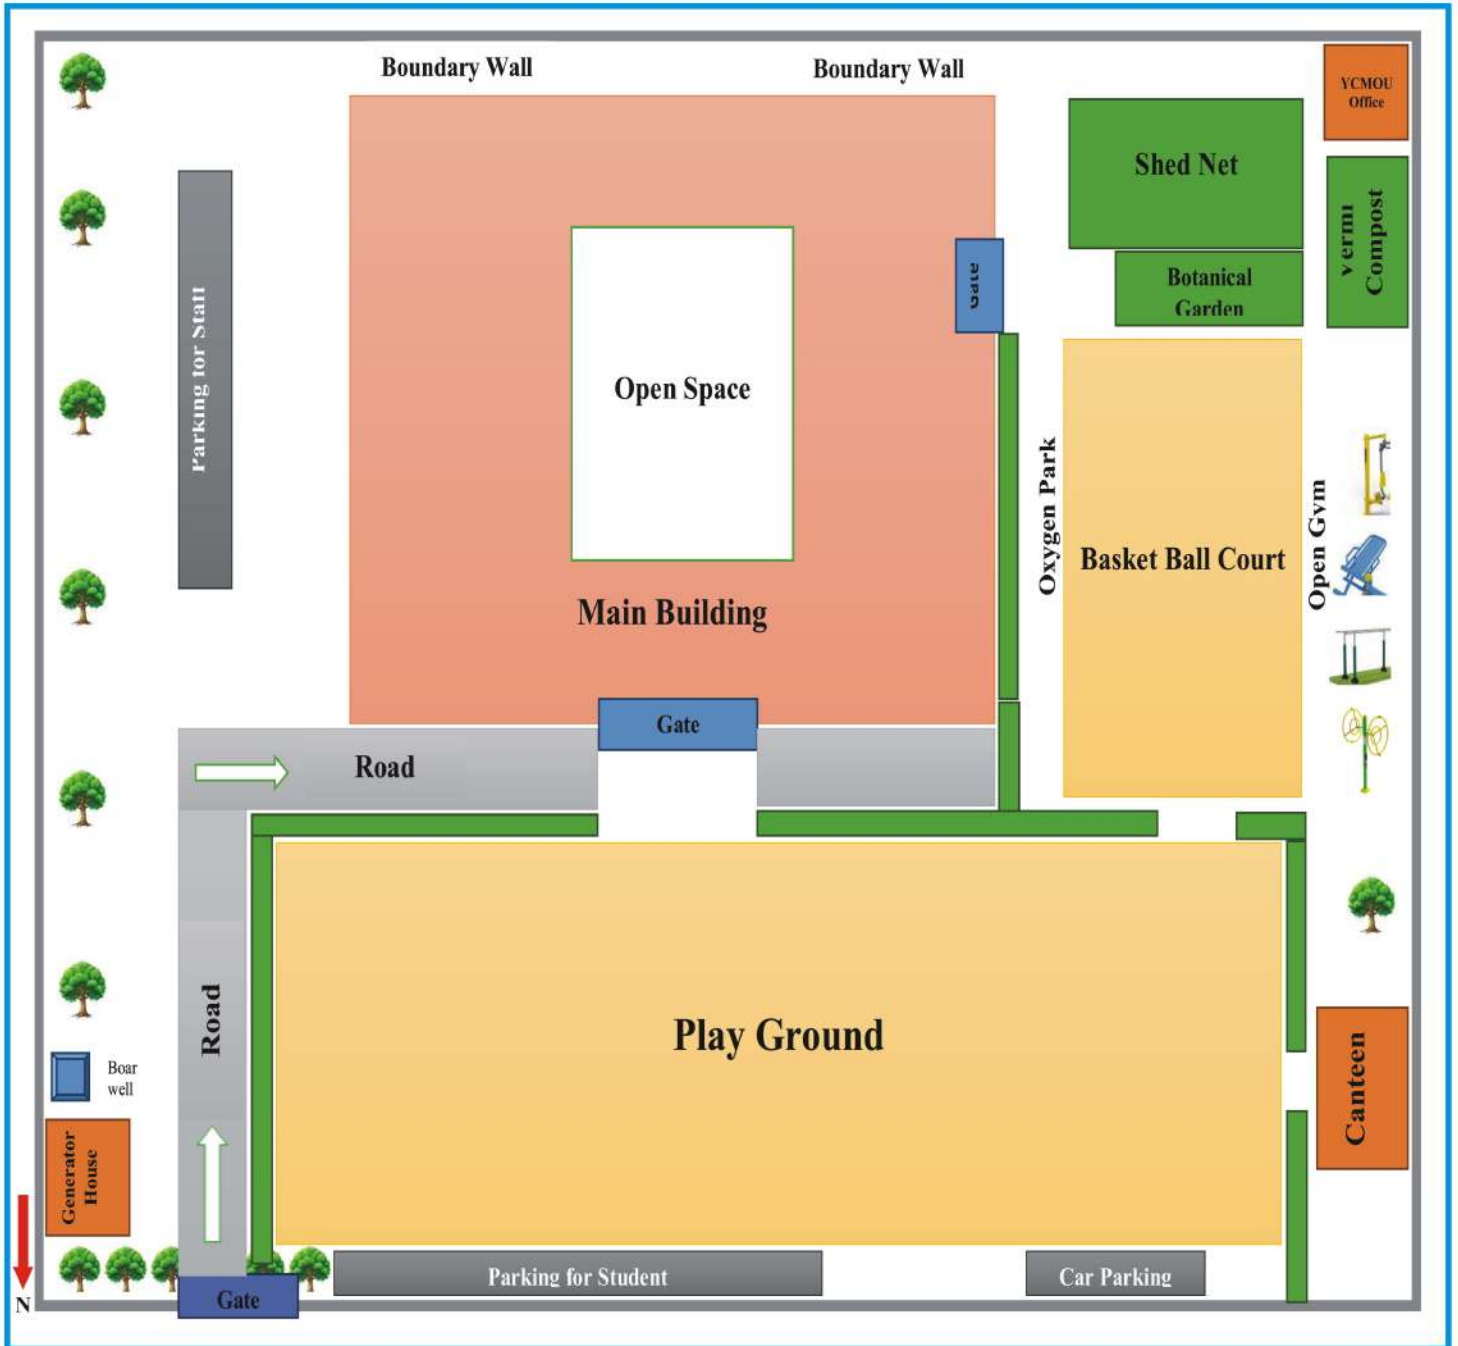 Boundary Wall
Boundary Wall
YCMOU
Office
Shed Net
vermi
Compost
Gate
Botanical
Garden
Parking for Staff
Open Space
Oxygen Park
Basket Ball Court
Open Gym
Main Building
Gate
Road
Road
Play Ground
Boar
well
Generator
House
Canteen
N
Gate
Parking for Student
Car Parking